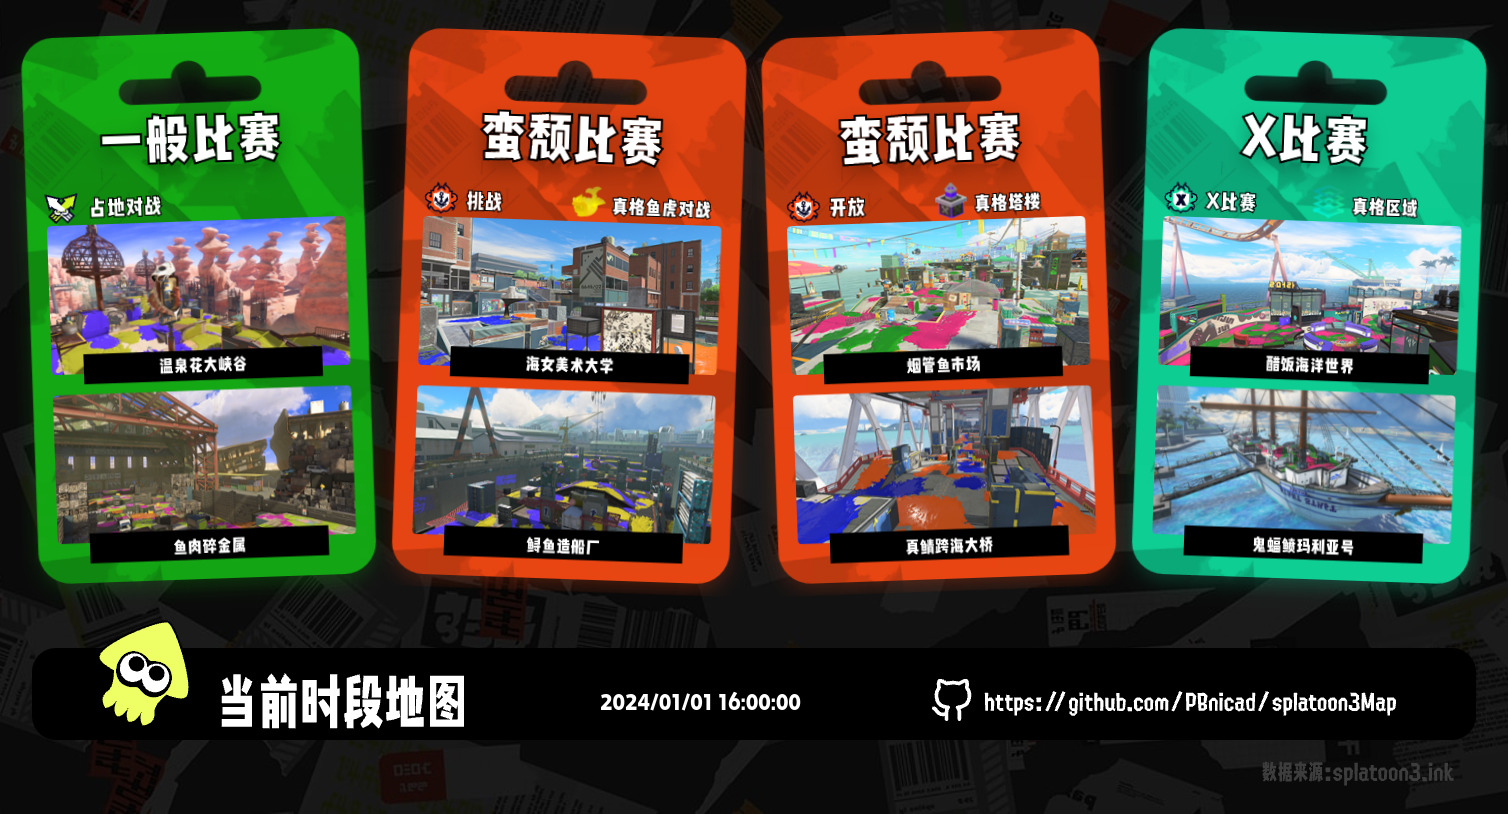 一般比赛
占地对战
温泉花大峡谷
鱼肉碎金属
蛮颓比赛
挑战
真格鱼虎对战
海女美术大学
鲟鱼造船厂
蛮颓比赛
开放
真格塔楼
烟管鱼市场
真鲭跨海大桥
X比赛
X比赛
真格区域
醋饭海洋世界
鬼蝠鲼玛利亚号
当前时段地图
2024/01/01 16:00:00
https://github.com/PBnicad/splatoon3Map
数据来源:splatoon3.ink